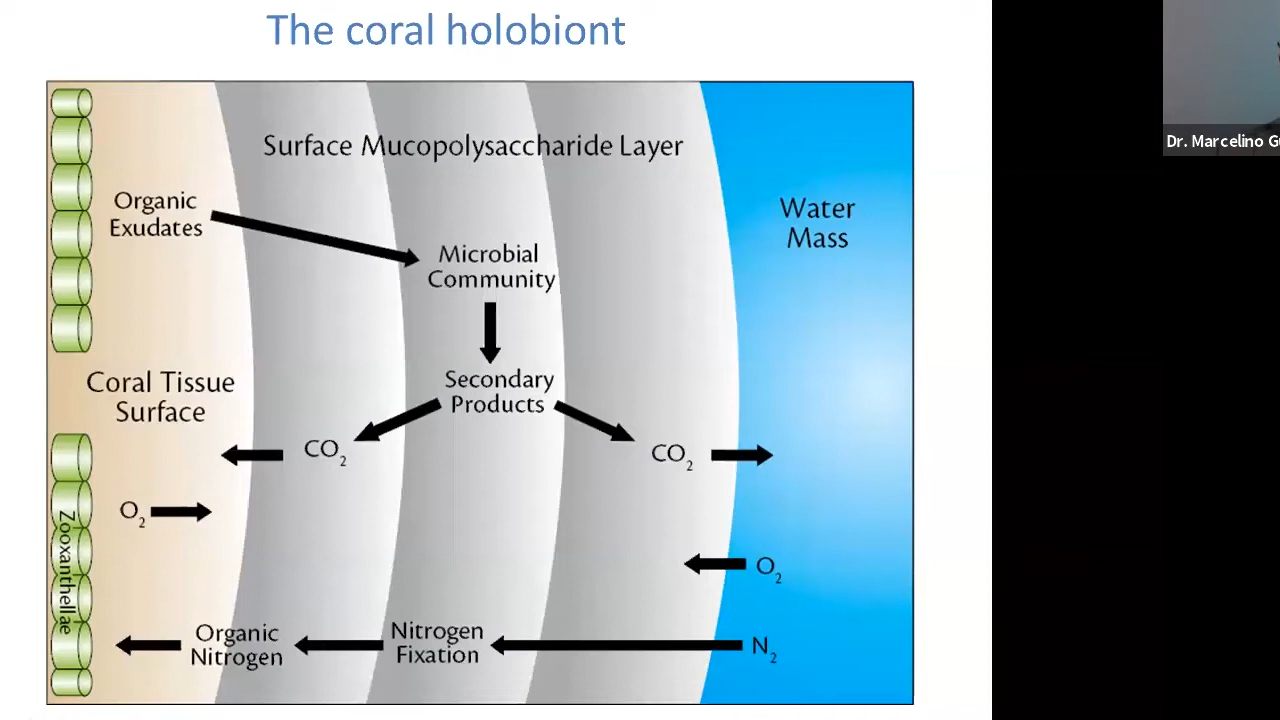 The coral holobiont
Surface Mucopolysaccharide Layer
Dr. Marcelino
Organic
Exudates
Water
Mass
Microbial
Community
Coral Tissue
Surface
Secondary
Products
CO₂
CO₂
O₂
Zooxanthellae
O₂
Organic
Nitrogen
Nitrogen
Fixation
N₂